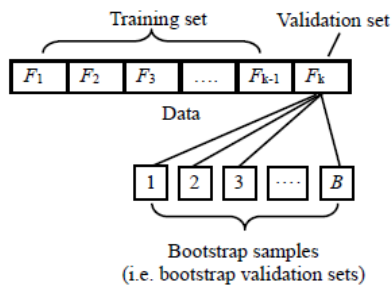 Training set Validation set
F1 F2 F3 .... Fk-1 Fk
Data
1 2 3 .... B
Bootstrap samples
(i.e. bootstrap validation sets)